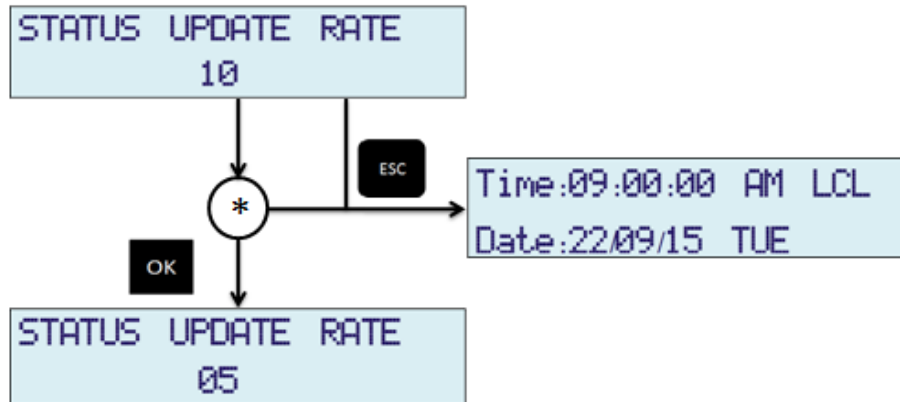 STATUS UPDATE RATE
10
ESC
*
Time:09:00:00 AM LCL
Date:22/09/15 TUE
OK
STATUS UPDATE RATE
05